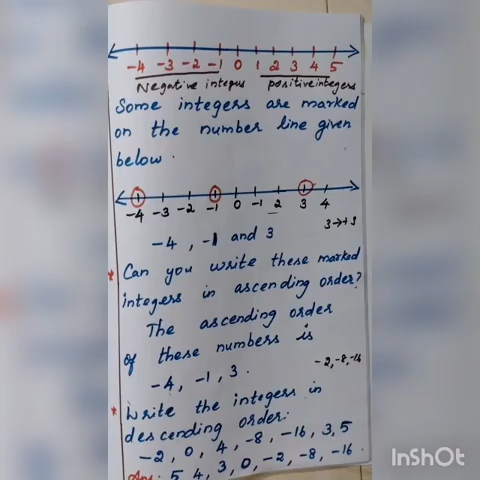 -4 -3 -2 -1 0 1 2 3 4 5
Negative integers positive integers
Some integers are marked
on the number line given
below.
-4 -3 -2 -1 0 -1 -2 3 4
3→+3
-4, -1 and 3
* Can you write these marked
integers in ascending order?
The ascending order
of these numbers is
-4, -1, 3.
-2, -8, -16
* Write the integers in
descending order:
-2, 0, 4, -8, -16, 3, 5
Ans: 5, 4, 3, 0, -2, -8, -16.
InShOt